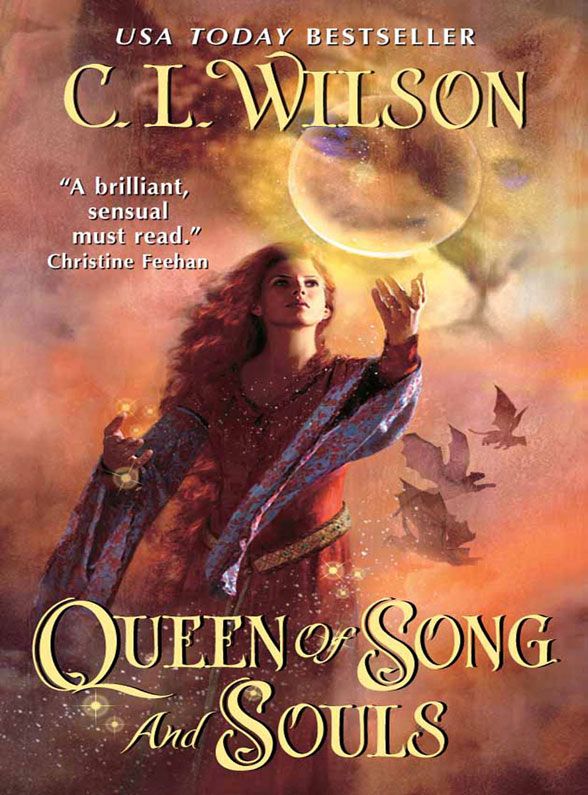 USA TODAY BESTSELLER
C. L. WILSON
“A brilliant,
sensual
must read.”
Christine Feehan
QUEEN Of SONG
And SOULS